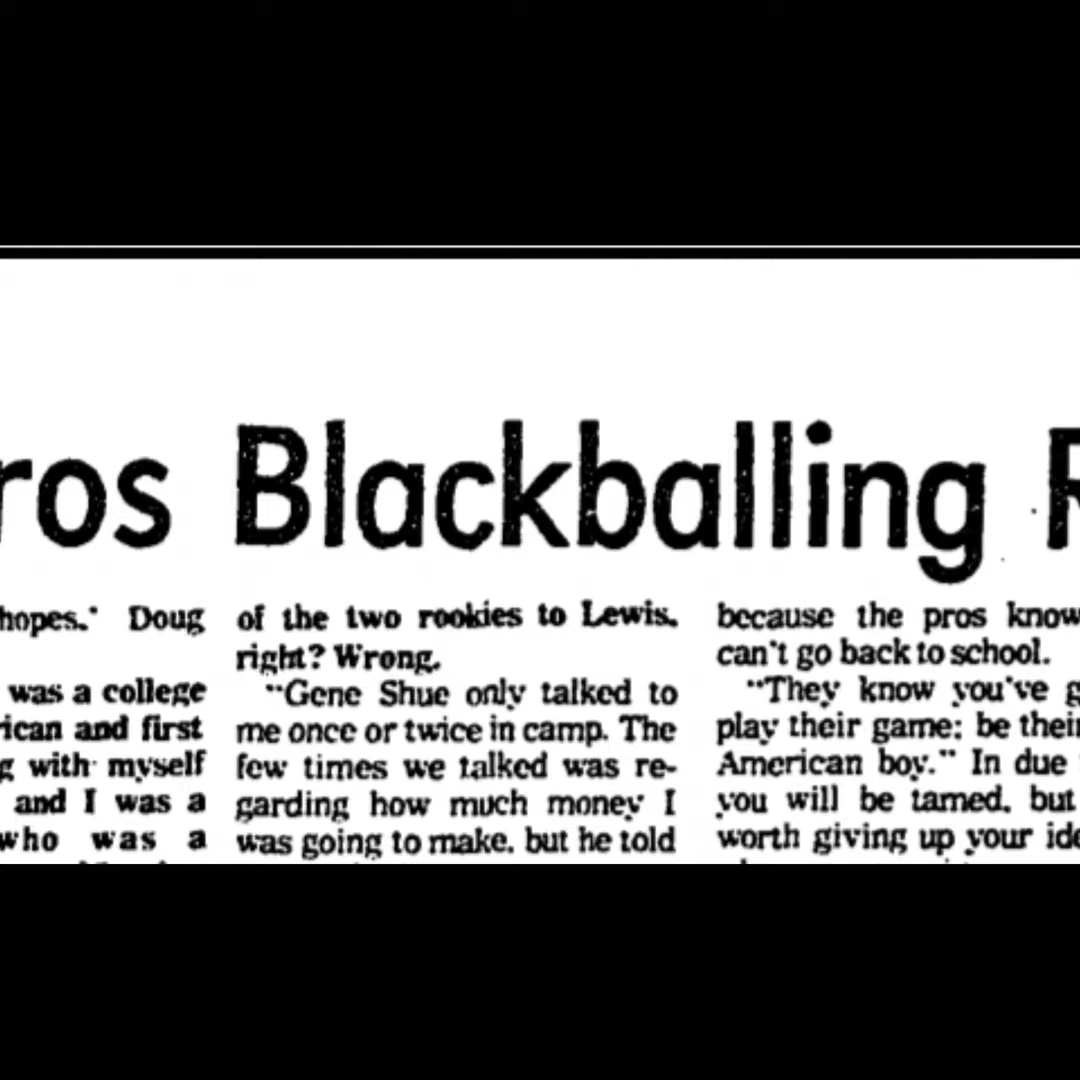 ros Blackballing R
hopes.' Doug
was a college
rican and first
g with myself
and I was a
who was a
of the two rookies to Lewis,
right? Wrong.
"Gene Shue only talked to
me once or twice in camp. The
few times we talked was re-
garding how much money I
was going to make, but he told
because the pros know
can't go back to school.
"They know you've g
play their game: be their
American boy." In due
you will be tamed, but
worth giving up your ide